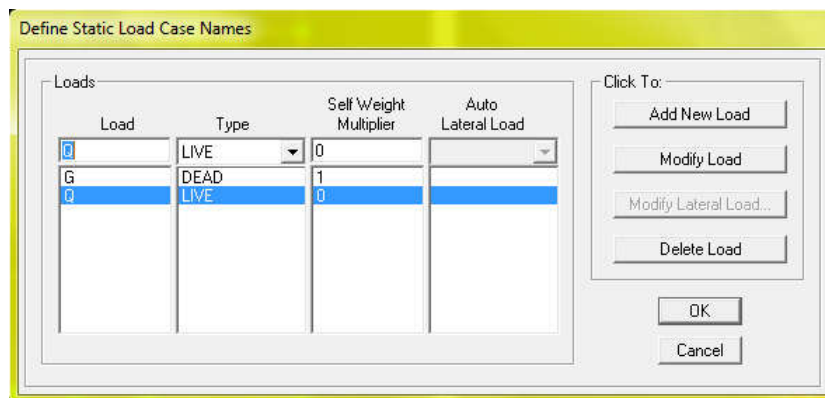 Define Static Load Case Names
Loads
Load Type Self Weight Multiplier Auto Lateral Load
Q LIVE 0
G DEAD 1
Q LIVE 0
Click To:
Add New Load
Modify Load
Modify Lateral Load...
Delete Load
OK
Cancel